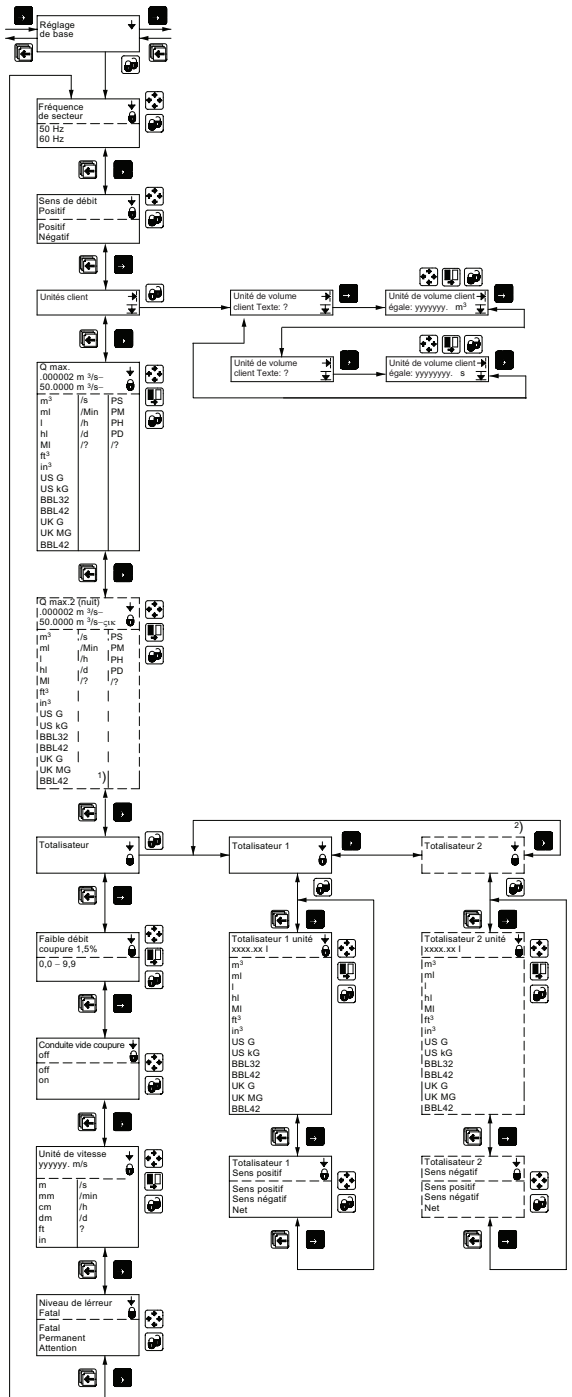 Réglage
de base
Fréquence
de secteur
50 Hz
60 Hz
Sens de débit
Positif
Positif
Négatif
Unités client
Unité de volume
client Texte: ?
Unité de volume client
égale: yyyyyyy. m³
Unité de volume
client Texte: ?
Unité de volume client
égale: yyyyyyyy. s
Q max.
.000002 m ³/s–
50.0000 m ³/s–
m³ /s PS
ml /Min PM
l /h PH
hl /d PD
Ml /? /?
ft³
in³
US G
US kG
BBL32
BBL42
UK G
UK MG
BBL42
Q max.2 (nuit)
.000002 m ³/s–
50.0000 m ³/s–ςικ
m³ /s PS
ml /Min PM
l /h PH
hl /d PD
Ml /? /?
ft³
in³
US G
US kG
BBL32
BBL42
UK G
UK MG
BBL42 1)
Totalisateur
Totalisateur 1
2)
Totalisateur 2
Faible débit
coupure 1,5%
0,0 – 9,9
Totalisateur 1 unité
xxxx.xx l
m³
ml
l
hl
Ml
ft³
in³
US G
US kG
BBL32
BBL42
UK G
UK MG
BBL42
Totalisateur 2 unité
xxxx.xx l
m³
ml
l
hl
Ml
ft³
in³
US G
US kG
BBL32
BBL42
UK G
UK MG
BBL42
Conduite vide coupure
off
off
on
Unité de vitesse
yyyyyy. m/s
m /s
mm /min
cm /h
dm /d
ft ?
in
Totalisateur 1
Sens positif
Sens positif
Sens négatif
Net
Totalisateur 2
Sens négatif
Sens positif
Sens négatif
Net
Niveau de lérreur
Fatal
Fatal
Permanent
Attention